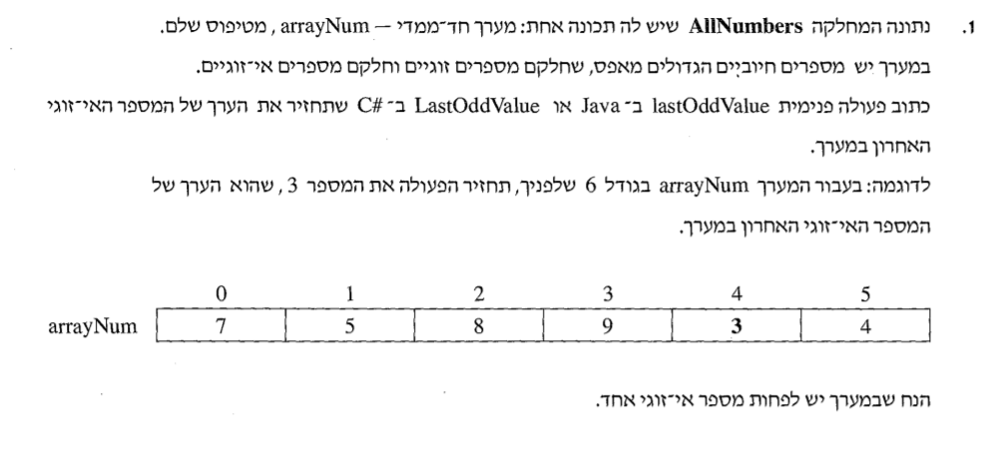 1. נתונה המחלקה AllNumbers שיש לה תכונה אחת: מערך חד־ממדי — arrayNum , מטיפוס שלם.
במערך יש מספרים חיוביים הגדולים מאפס, שחלקם מספרים זוגיים וחלקם מספרים אי־זוגיים.
כתוב פעולה פנימית lastOddValue ב־ Java או LastOddValue ב־ C# שתחזיר את הערך של המספר האי־זוגי
האחרון במערך.
לדוגמה: בעבור המערך arrayNum בגודל 6 שלפניך, תחזיר הפעולה את המספר 3 , שהוא הערך של
המספר האי־זוגי האחרון במערך.
0 1 2 3 4 5
arrayNum 7 5 8 9 3 4
הנח שבמערך יש לפחות מספר אי־זוגי אחד.